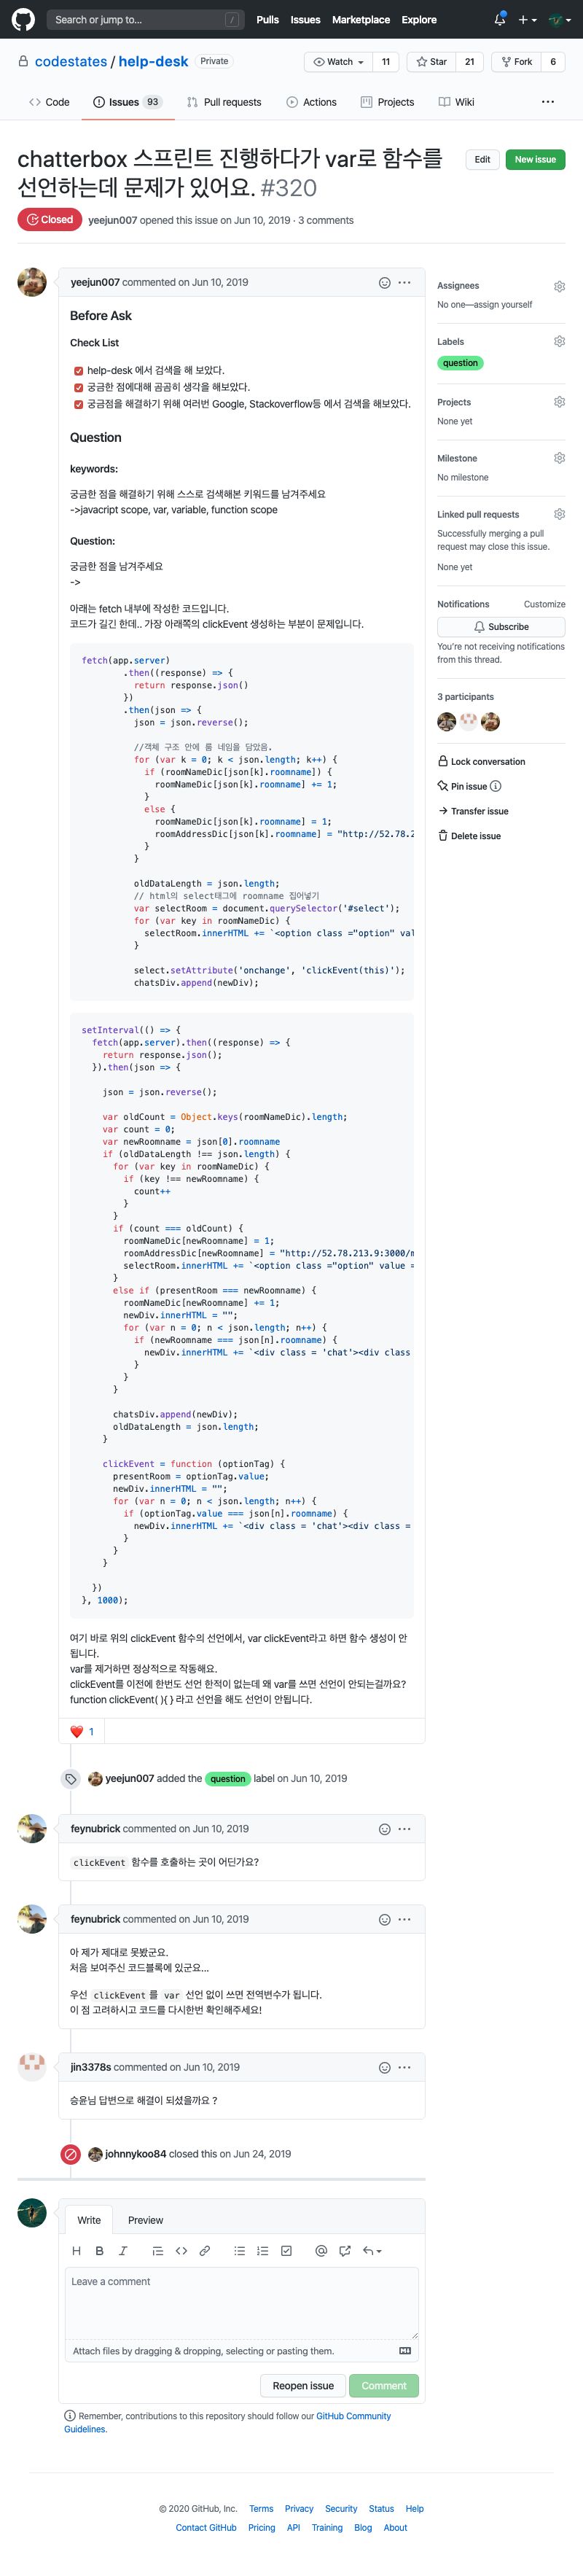 Search or jump to... /
Pulls Issues Marketplace Explore
codestates / help-desk Private
Watch 11 Star 21 Fork 6
Code Issues 93 Pull requests Actions Projects Wiki ...
chatterbox 스프린트 진행하다가 var로 함수를
선언하는데 문제가 있어요. #320
Edit New issue
Closed yeejun007 opened this issue on Jun 10, 2019 · 3 comments
yeejun007 commented on Jun 10, 2019
Before Ask
Check List
help-desk 에서 검색을 해 보았다.
궁금한 점에대해 곰곰히 생각을 해보았다.
궁금점을 해결하기 위해 여러번 Google, Stackoverflow등 에서 검색을 해보았다.
Question
keywords:
궁금한 점을 해결하기 위해 스스로 검색해본 키워드를 남겨주세요
->javacript scope, var, variable, function scope
Question:
궁금한 점을 남겨주세요
->
아래는 fetch 내부에 작성한 코드입니다.
코드가 길긴 한데.. 가장 아래쪽의 clickEvent 생성하는 부분이 문제입니다.
fetch(app.server)
.then((response) => {
return response.json()
})
.then(json => {
json = json.reverse();
//객체 구조 안에 룸 네임을 담았음.
for (var k = 0; k < json.length; k++) {
if (roomNameDic[json[k].roomname]) {
roomNameDic[json[k].roomname] += 1;
}
else {
roomNameDic[json[k].roomname] = 1;
roomAddressDic[json[k].roomname] = "http://52.78.2
}
}
oldDataLength = json.length;
// html의 select태그에 roomname 집어넣기
var selectRoom = document.querySelector('#select');
for (var key in roomNameDic) {
selectRoom.innerHTML += `<option class ="option" val
}
select.setAttribute('onchange', 'clickEvent(this)');
chatsDiv.append(newDiv);
setInterval(() => {
fetch(app.server).then((response) => {
return response.json();
}).then(json => {
json = json.reverse();
var oldCount = Object.keys(roomNameDic).length;
var count = 0;
var newRoomname = json[0].roomname
if (oldDataLength !== json.length) {
for (var key in roomNameDic) {
if (key !== newRoomname) {
count++
}
}
if (count === oldCount) {
roomNameDic[newRoomname] = 1;
roomAddressDic[newRoomname] = "http://52.78.213.9:3000/m
selectRoom.innerHTML += `<option class ="option" value =
}
else if (presentRoom === newRoomname) {
roomNameDic[newRoomname] += 1;
newDiv.innerHTML = "";
for (var n = 0; n < json.length; n++) {
if (newRoomname === json[n].roomname) {
newDiv.innerHTML += `<div class = 'chat'><div class
}
}
}
chatsDiv.append(newDiv);
oldDataLength = json.length;
}
clickEvent = function (optionTag) {
presentRoom = optionTag.value;
newDiv.innerHTML = "";
for (var n = 0; n < json.length; n++) {
if (optionTag.value === json[n].roomname) {
newDiv.innerHTML += `<div class = 'chat'><div class =
}
}
}
})
}, 1000);
여기 바로 위의 clickEvent 함수의 선언에서, var clickEvent라고 하면 함수 생성이 안
됩니다.
var를 제거하면 정상적으로 작동해요.
clickEvent를 이전에 한번도 선언 한적이 없는데 왜 var를 쓰면 선언이 안되는걸까요?
function clickEvent( ){ } 라고 선언을 해도 선언이 안됩니다.
❤️ 1
yeejun007 added the question label on Jun 10, 2019
feynubrick commented on Jun 10, 2019
clickEvent 함수를 호출하는 곳이 어딘가요?
feynubrick commented on Jun 10, 2019
아 제가 제대로 못봤군요.
처음 보여주신 코드블록에 있군요...
우선 clickEvent 를 var 선언 없이 쓰면 전역변수가 됩니다.
이 점 고려하시고 코드를 다시한번 확인해주세요!
jin3378s commented on Jun 10, 2019
승윤님 답변으로 해결이 되셨을까요 ?
johnnykoo84 closed this on Jun 24, 2019
Write Preview
Leave a comment
Attach files by dragging & dropping, selecting or pasting them.
Reopen issue Comment
Remember, contributions to this repository should follow our GitHub Community
Guidelines.
Assignees
No one—assign yourself
Labels
question
Projects
None yet
Milestone
No milestone
Linked pull requests
Successfully merging a pull
request may close this issue.
None yet
Notifications Customize
Subscribe
You're not receiving notifications
from this thread.
3 participants
Lock conversation
Pin issue
Transfer issue
Delete issue
© 2020 GitHub, Inc. Terms Privacy Security Status Help
Contact GitHub Pricing API Training Blog About